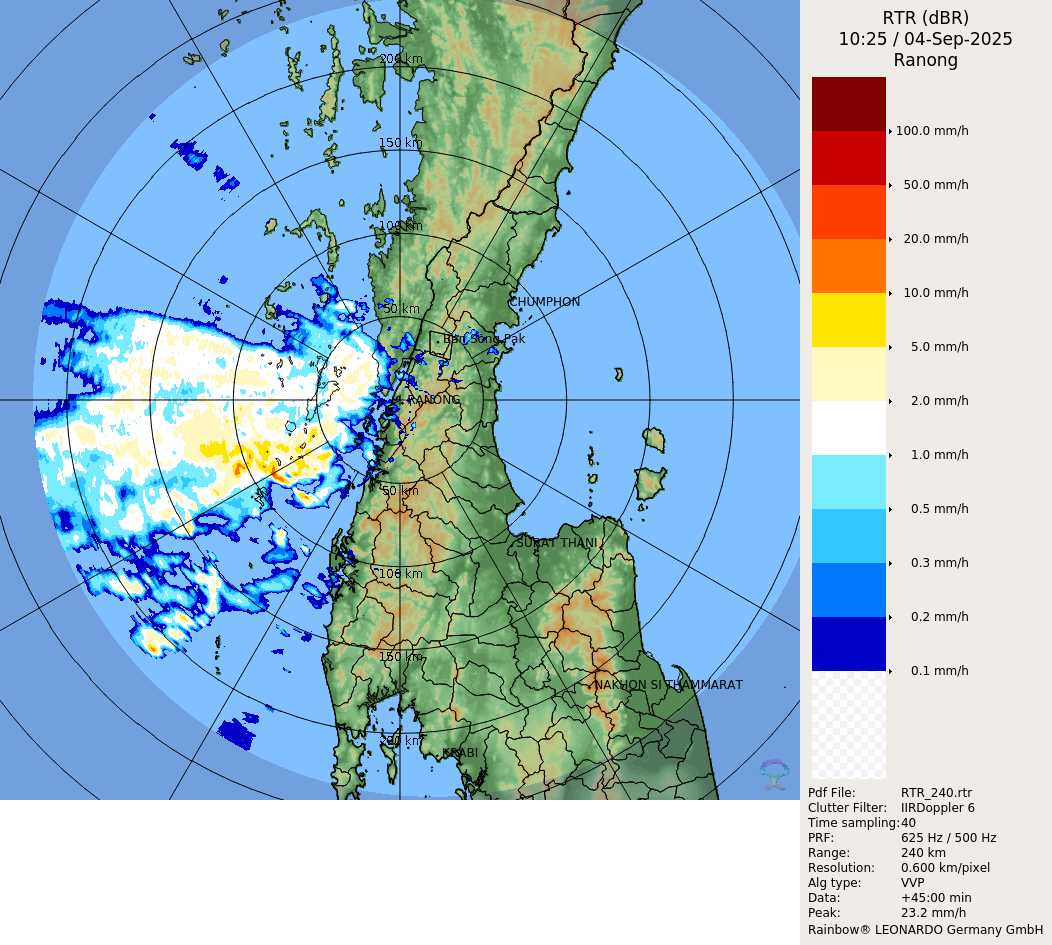 RTR (dBR)
10:25 / 04-Sep-2025
Ranong
200 km
150 km
100 km
50 km
CHUMPHON
Ban Song Pak
RANONG
50 km
SURAT THANI
100 km
150 km
NAKHON SI THAMMARAT
200 km
KRABI
100.0 mm/h
50.0 mm/h
20.0 mm/h
10.0 mm/h
5.0 mm/h
2.0 mm/h
1.0 mm/h
0.5 mm/h
0.3 mm/h
0.2 mm/h
0.1 mm/h
Pdf File: RTR_240.rtr
Clutter Filter: IIRDoppler 6
Time sampling: 40
PRF: 625 Hz / 500 Hz
Range: 240 km
Resolution: 0.600 km/pixel
Alg type: VVP
Data: +45:00 min
Peak: 23.2 mm/h
Rainbow® LEONARDO Germany GmbH